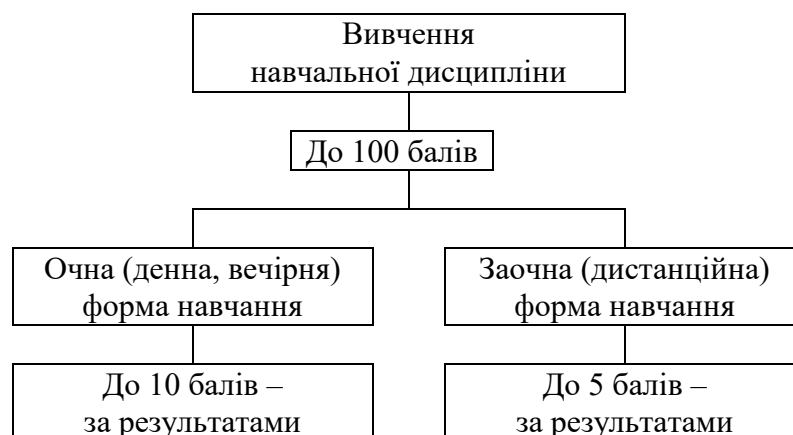 Вивчення
навчальної дисципліни
До 100 балів
Очна (денна, вечірня)
форма навчання
Заочна (дистанційна)
форма навчання
До 10 балів –
за результатами
До 5 балів –
за результатами